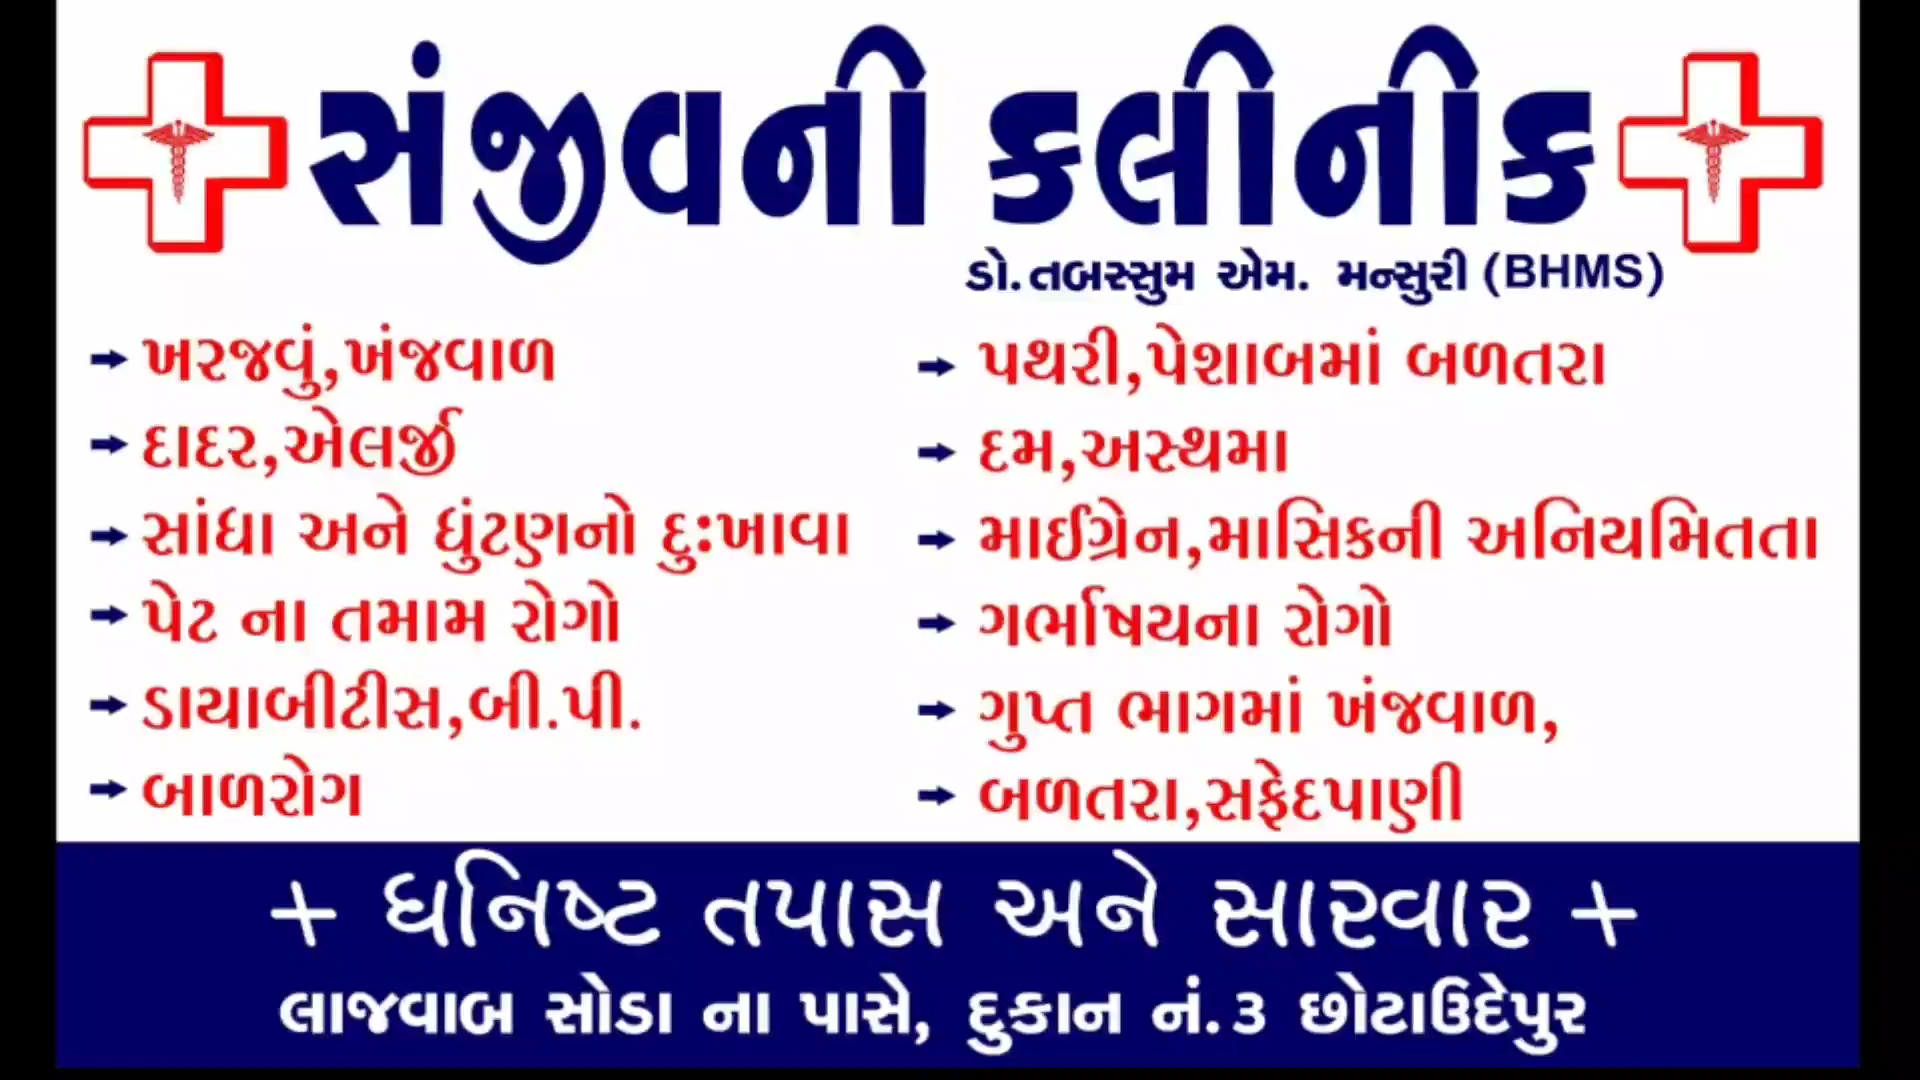 સંજીવની કલીનીક
ડો.તબસ્સુમ એમ. મન્સુરી (BHMS)
ખરજવું,ખંજવાળ
દાદર,એલર્જી
સાંધા અને ધુંટણનો દુઃખાવા
પેટ ના તમામ રોગો
ડાયાબીટીસ,બી.પી.
બાળરોગ
પથરી,પેશાબમાં બળતરા
દમ,અસ્થમા
માઈગ્રેન,માસિકની અનિયમિતતા
ગર્ભાષયના રોગો
ગુપ્ત ભાગમાં ખંજવાળ,
બળતરા,સફેદપાણી
+ ધનિષ્ટ તપાસ અને સારવાર +
લાજવાબ સોડા ના પાસે, દુકાન નં.૩ છોટાઉદેપુર